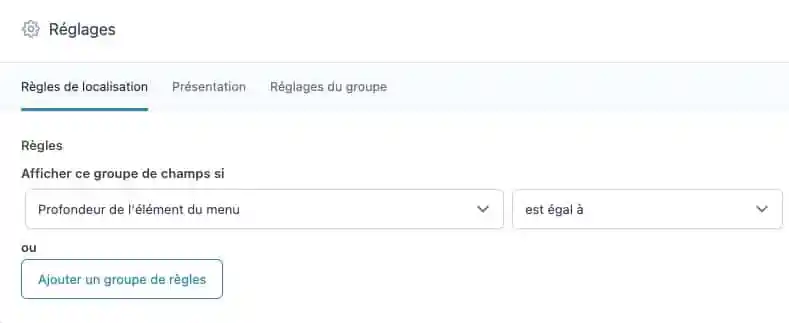 Réglages
Règles de localisation Présentation Réglages du groupe
Règles
Afficher ce groupe de champs si
Profondeur de l'élément du menu est égal à
ou
Ajouter un groupe de règles